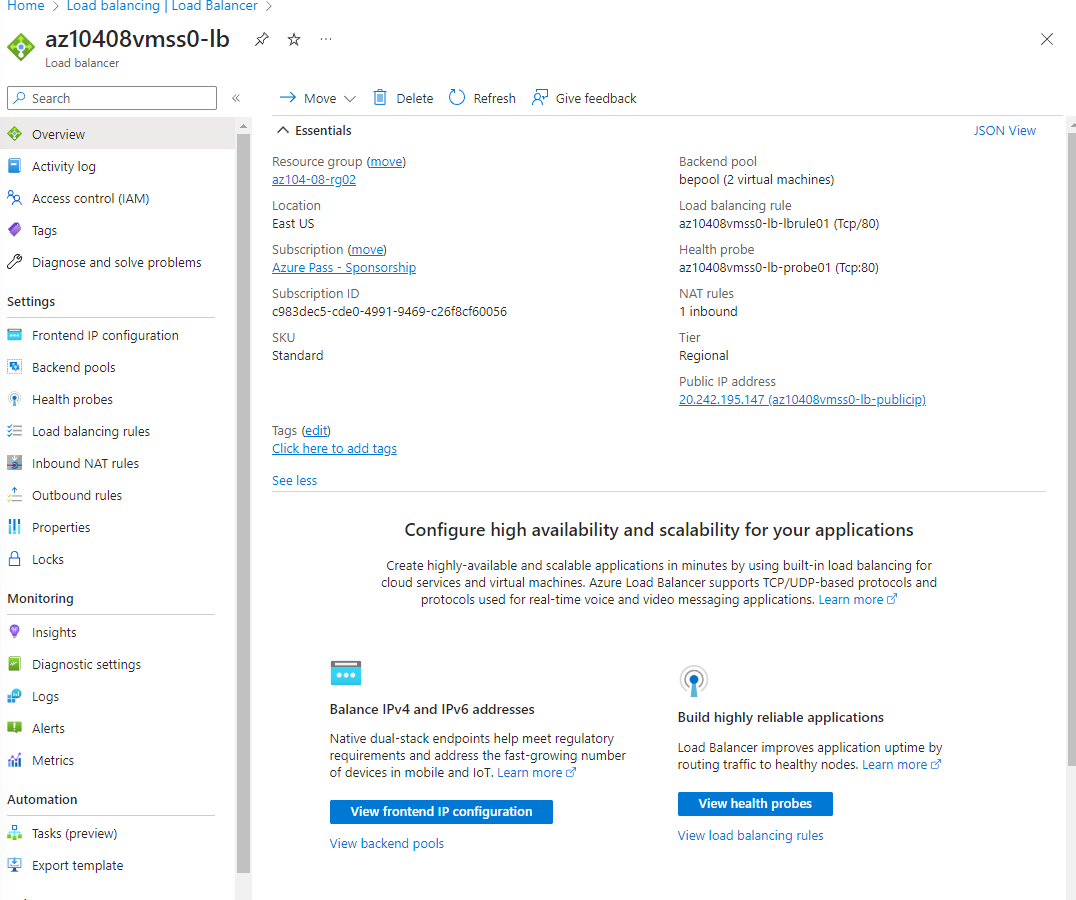 Home > Load balancing | Load Balancer >
az10408vmss0-lb
Load balancer
Search
Overview
Activity log
Access control (IAM)
Tags
Diagnose and solve problems
Settings
Frontend IP configuration
Backend pools
Health probes
Load balancing rules
Inbound NAT rules
Outbound rules
Properties
Locks
Monitoring
Insights
Diagnostic settings
Logs
Alerts
Metrics
Automation
Tasks (preview)
Export template
Move Delete Refresh Give feedback
Essentials
JSON View
Resource group (move)
az104-08-rg02
Location
East US
Subscription (move)
Azure Pass - Sponsorship
Subscription ID
c983dec5-cde0-4991-9469-c26f8cf60056
SKU
Standard
Backend pool
bepool (2 virtual machines)
Load balancing rule
az10408vmss0-lb-lbrule01 (Tcp/80)
Health probe
az10408vmss0-lb-probe01 (Tcp:80)
NAT rules
1 inbound
Tier
Regional
Public IP address
20.242.195.147 (az10408vmss0-lb-publicip)
Tags (edit)
Click here to add tags
See less
Configure high availability and scalability for your applications
Create highly-available and scalable applications in minutes by using built-in load balancing for
cloud services and virtual machines. Azure Load Balancer supports TCP/UDP-based protocols and
protocols used for real-time voice and video messaging applications. Learn more
Balance IPv4 and IPv6 addresses
Native dual-stack endpoints help meet regulatory
requirements and address the fast-growing number
of devices in mobile and IoT. Learn more
View frontend IP configuration
View backend pools
Build highly reliable applications
Load Balancer improves application uptime by
routing traffic to healthy nodes. Learn more
View health probes
View load balancing rules